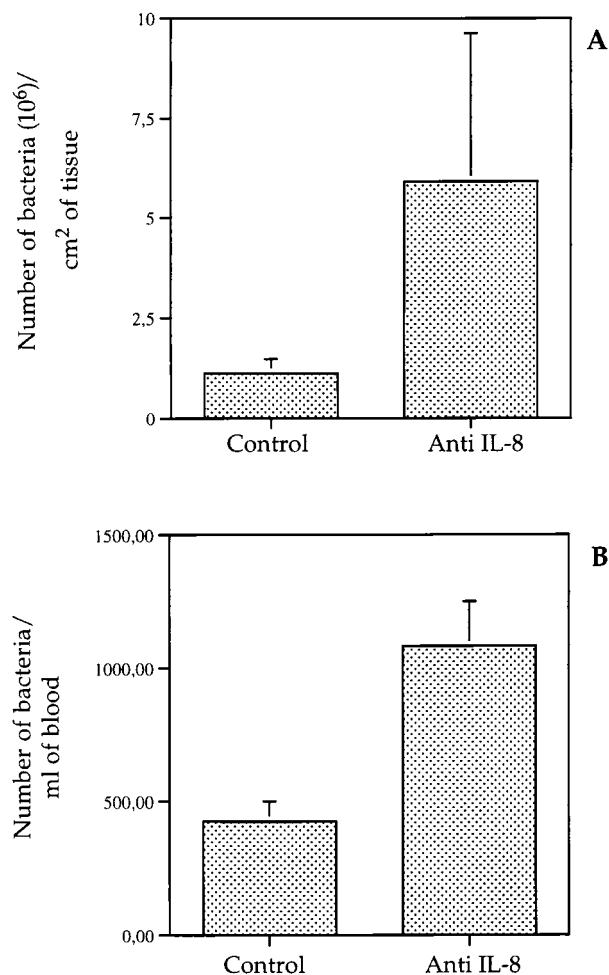 A
Number of bacteria (10⁶)/
cm² of tissue
10
7,5
5
2,5
0
Control
Anti IL-8
B
Number of bacteria/
ml of blood
1500,00
1000,00
500,00
0,00
Control
Anti IL-8